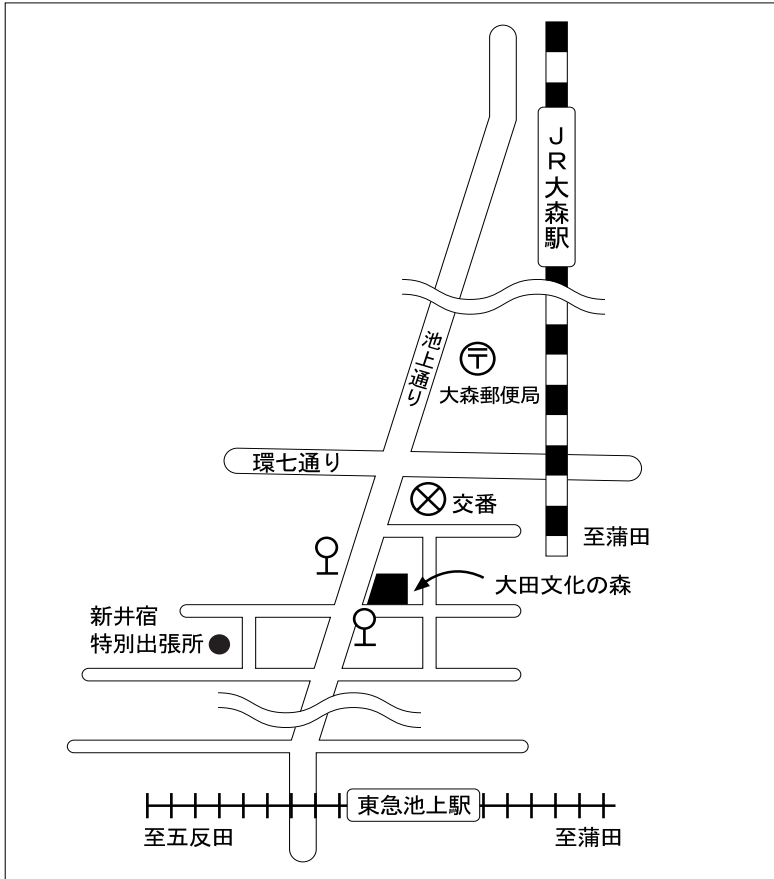 JR大森駅
池上通り
〒
大森郵便局
環七通り
交番
至蒲田
大田文化の森
新井宿
特別出張所
東急池上駅
至五反田
至蒲田